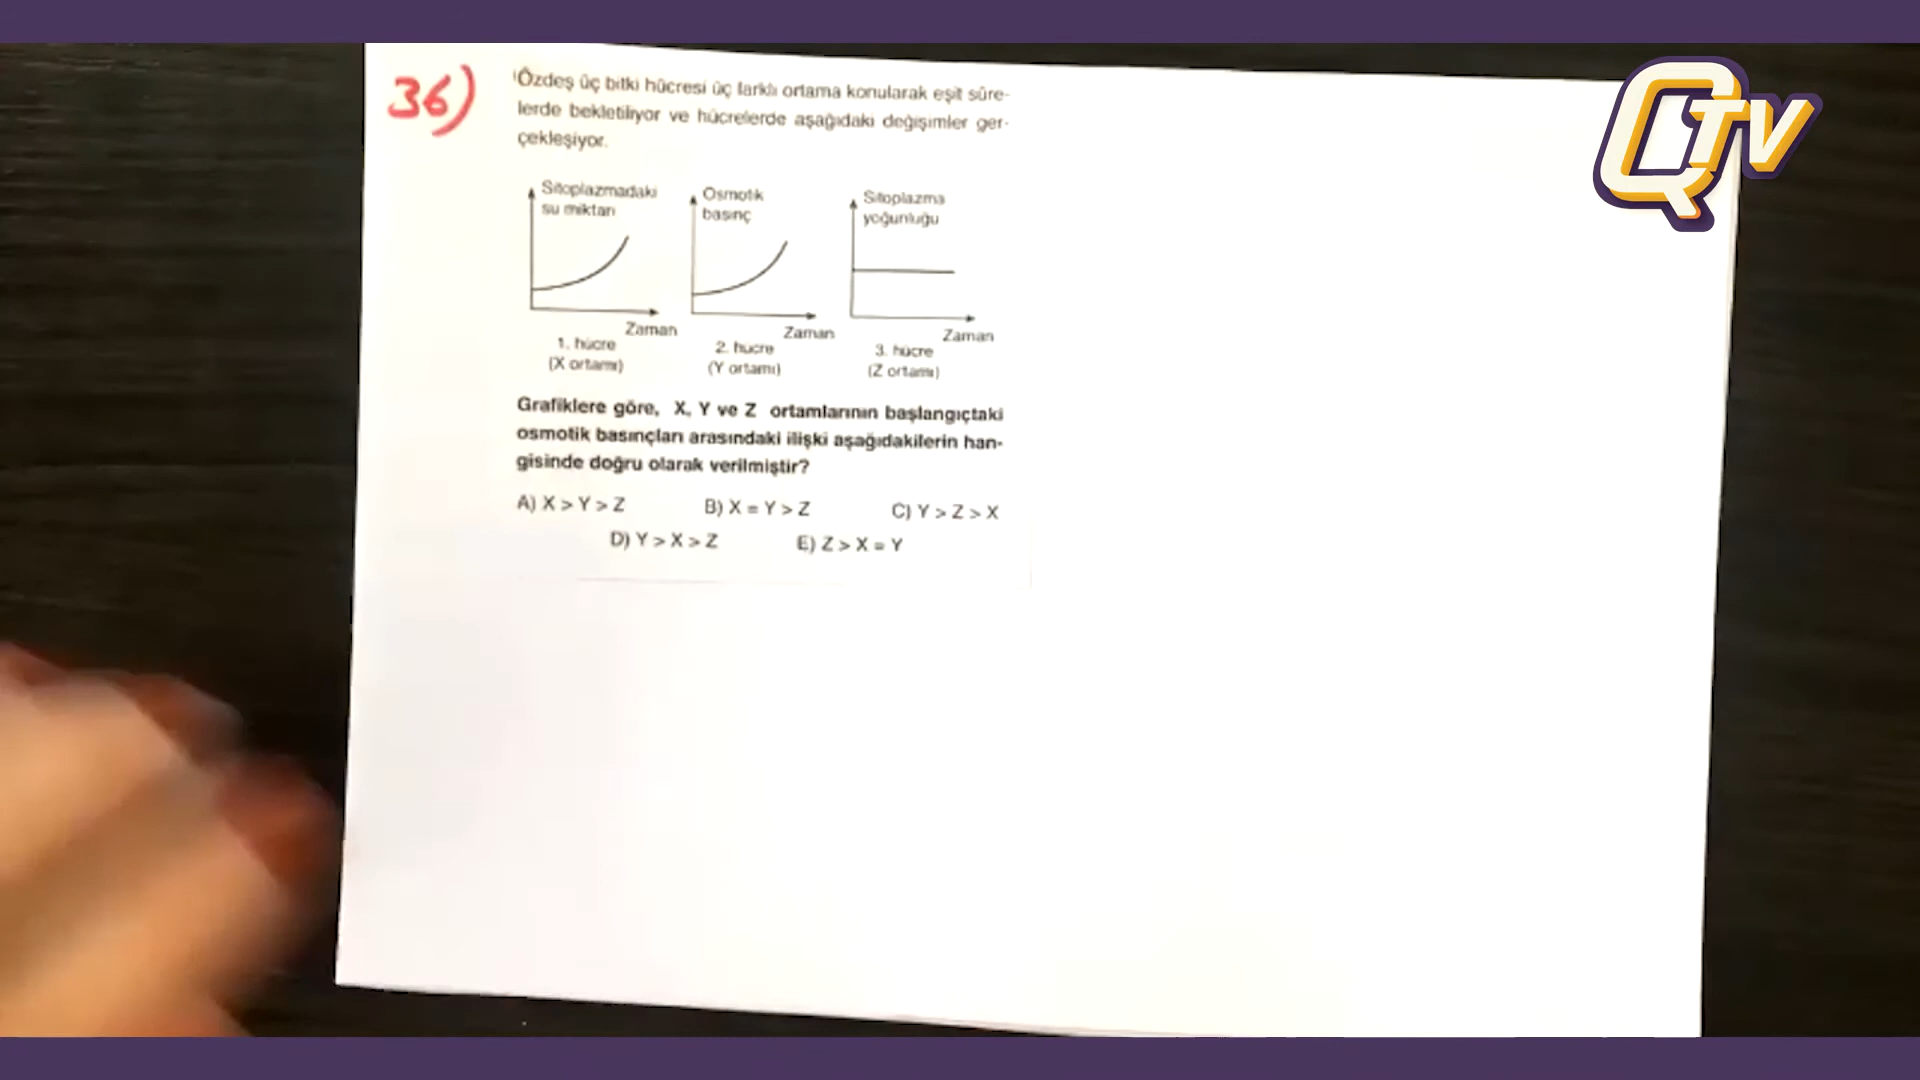 36)
Özdeş üç bitki hücresi üç farklı ortama konularak eşit süre-
lerde bekletiliyor ve hücrelerde aşağıdaki değişimler ger-
çekleşiyor.
Sitoplazmadaki
su miktarı
Osmotik
basınç
Sitoplazma
yoğunluğu
Zaman
Zaman
Zaman
1. hücre
(X ortamı)
2. hücre
(Y ortamı)
3. hücre
(Z ortamı)
Grafiklere göre, X, Y ve Z ortamlarının başlangıçtaki
osmotik basınçları arasındaki ilişki aşağıdakilerin han-
gisinde doğru olarak verilmiştir?
A) X > Y > Z B) X = Y > Z C) Y > Z > X
D) Y > X > Z E) Z > X = Y
QTV